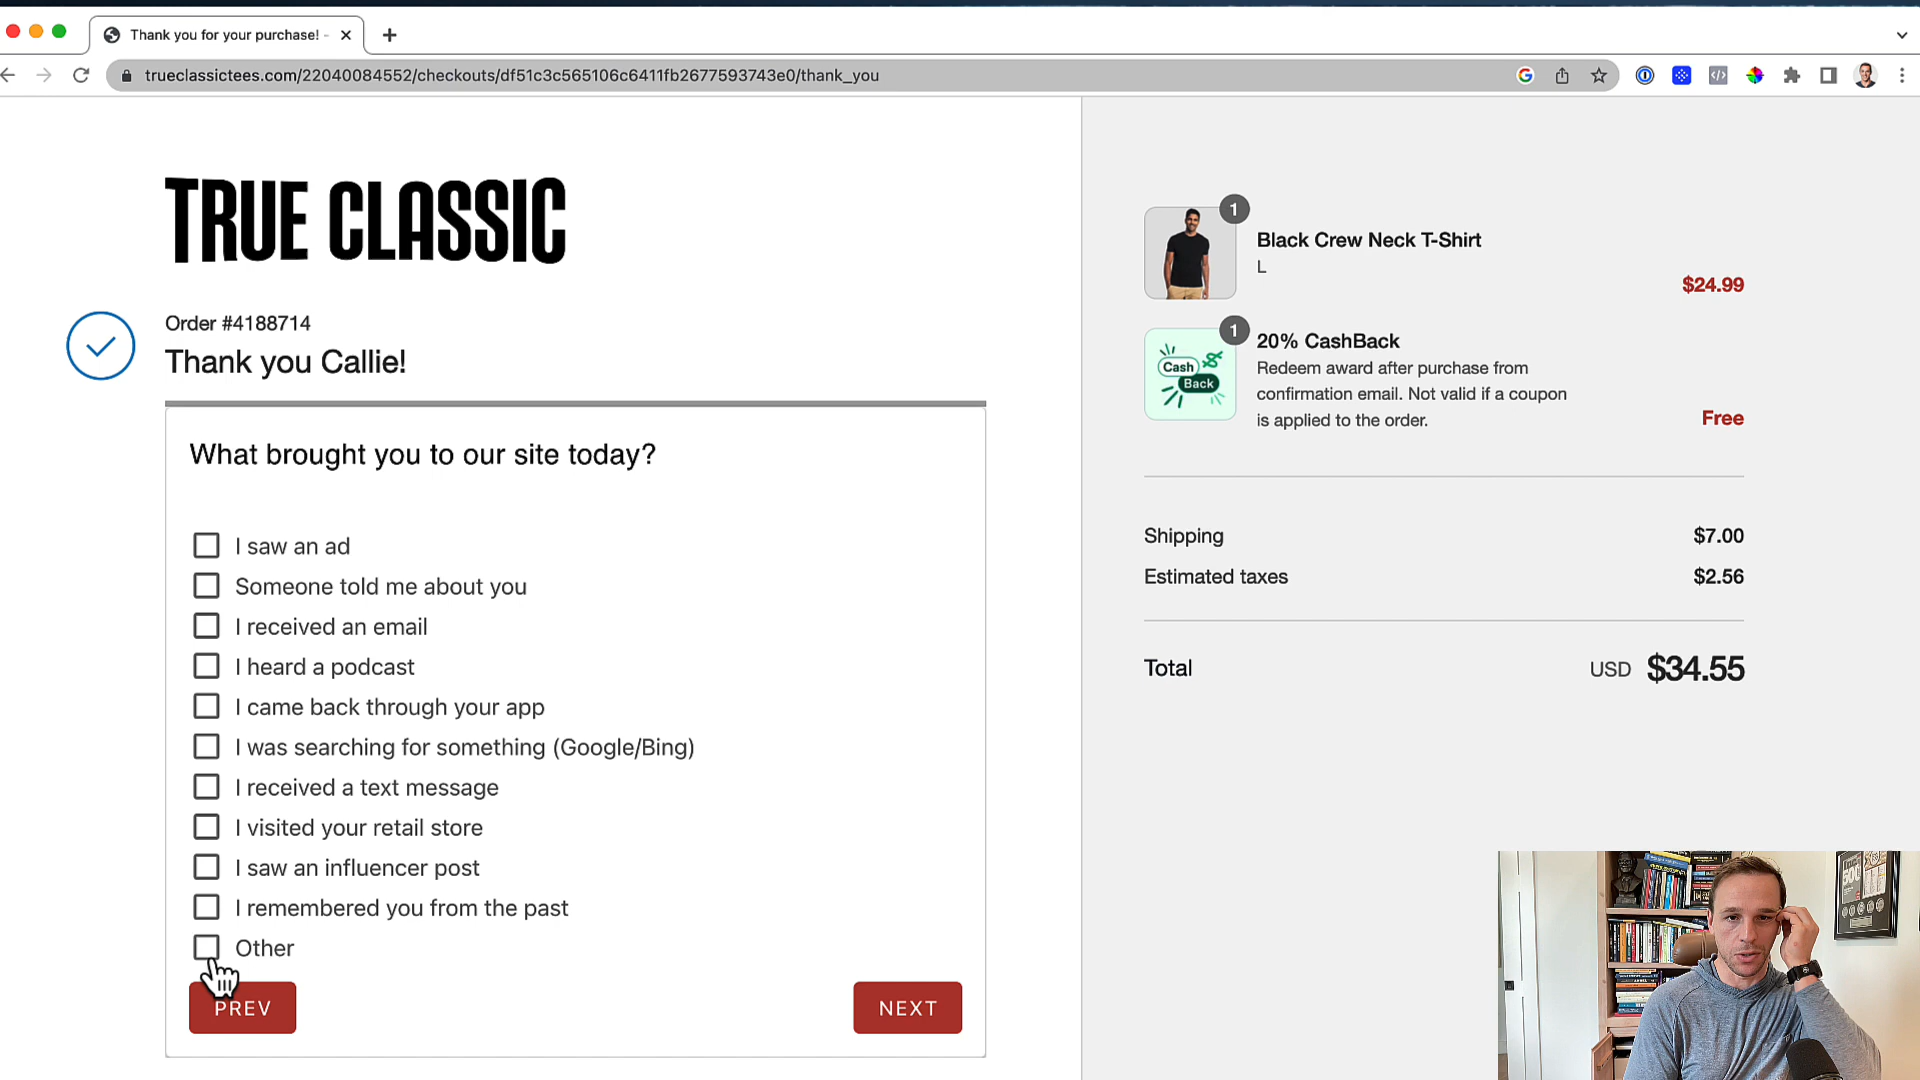 Thank you for your purchase! -
trueclassictees.com/22040084552/checkouts/df51c3c565106c6411fb2677593743e0/thank_you
TRUE CLASSIC
Order #4188714
Thank you Callie!
What brought you to our site today?
I saw an ad
Someone told me about you
I received an email
I heard a podcast
I came back through your app
I was searching for something (Google/Bing)
I received a text message
I visited your retail store
I saw an influencer post
I remembered you from the past
Other
PREV
NEXT
1
Black Crew Neck T-Shirt
L
$24.99
1
Cash
Back
20% CashBack
Redeem award after purchase from
confirmation email. Not valid if a coupon
is applied to the order.
Free
Shipping $7.00
Estimated taxes $2.56
Total USD $34.55